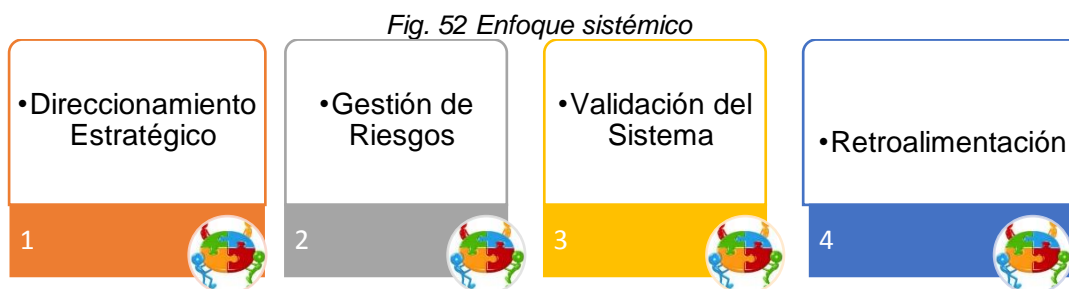 Fig. 52 Enfoque sistémico
•Direccionamiento
Estratégico
1
•Gestión de
Riesgos
2
•Validación del
Sistema
3
•Retroalimentación
4